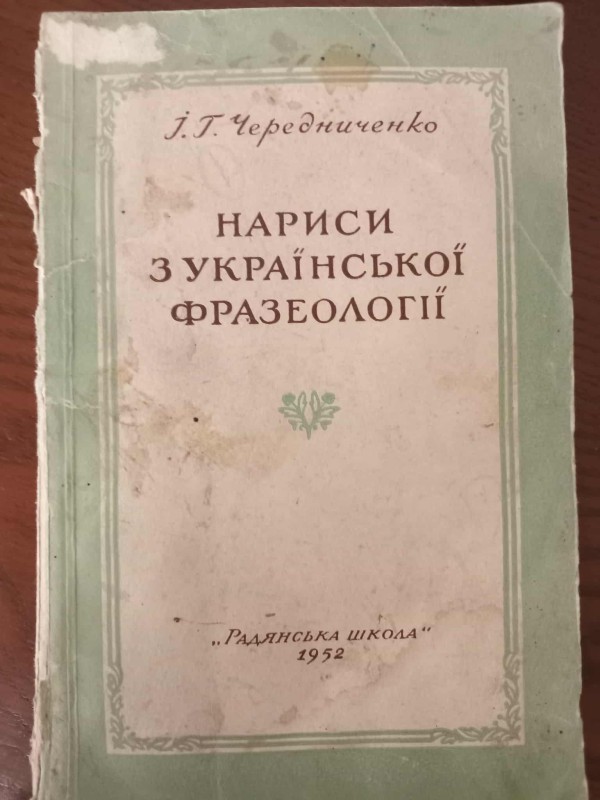 І. Г. Чередниченко
НАРИСИ
З УКРАЇНСЬКОЇ
ФРАЗЕОЛОГІЇ
„РАДЯНСЬКА ШКОЛА“
1952